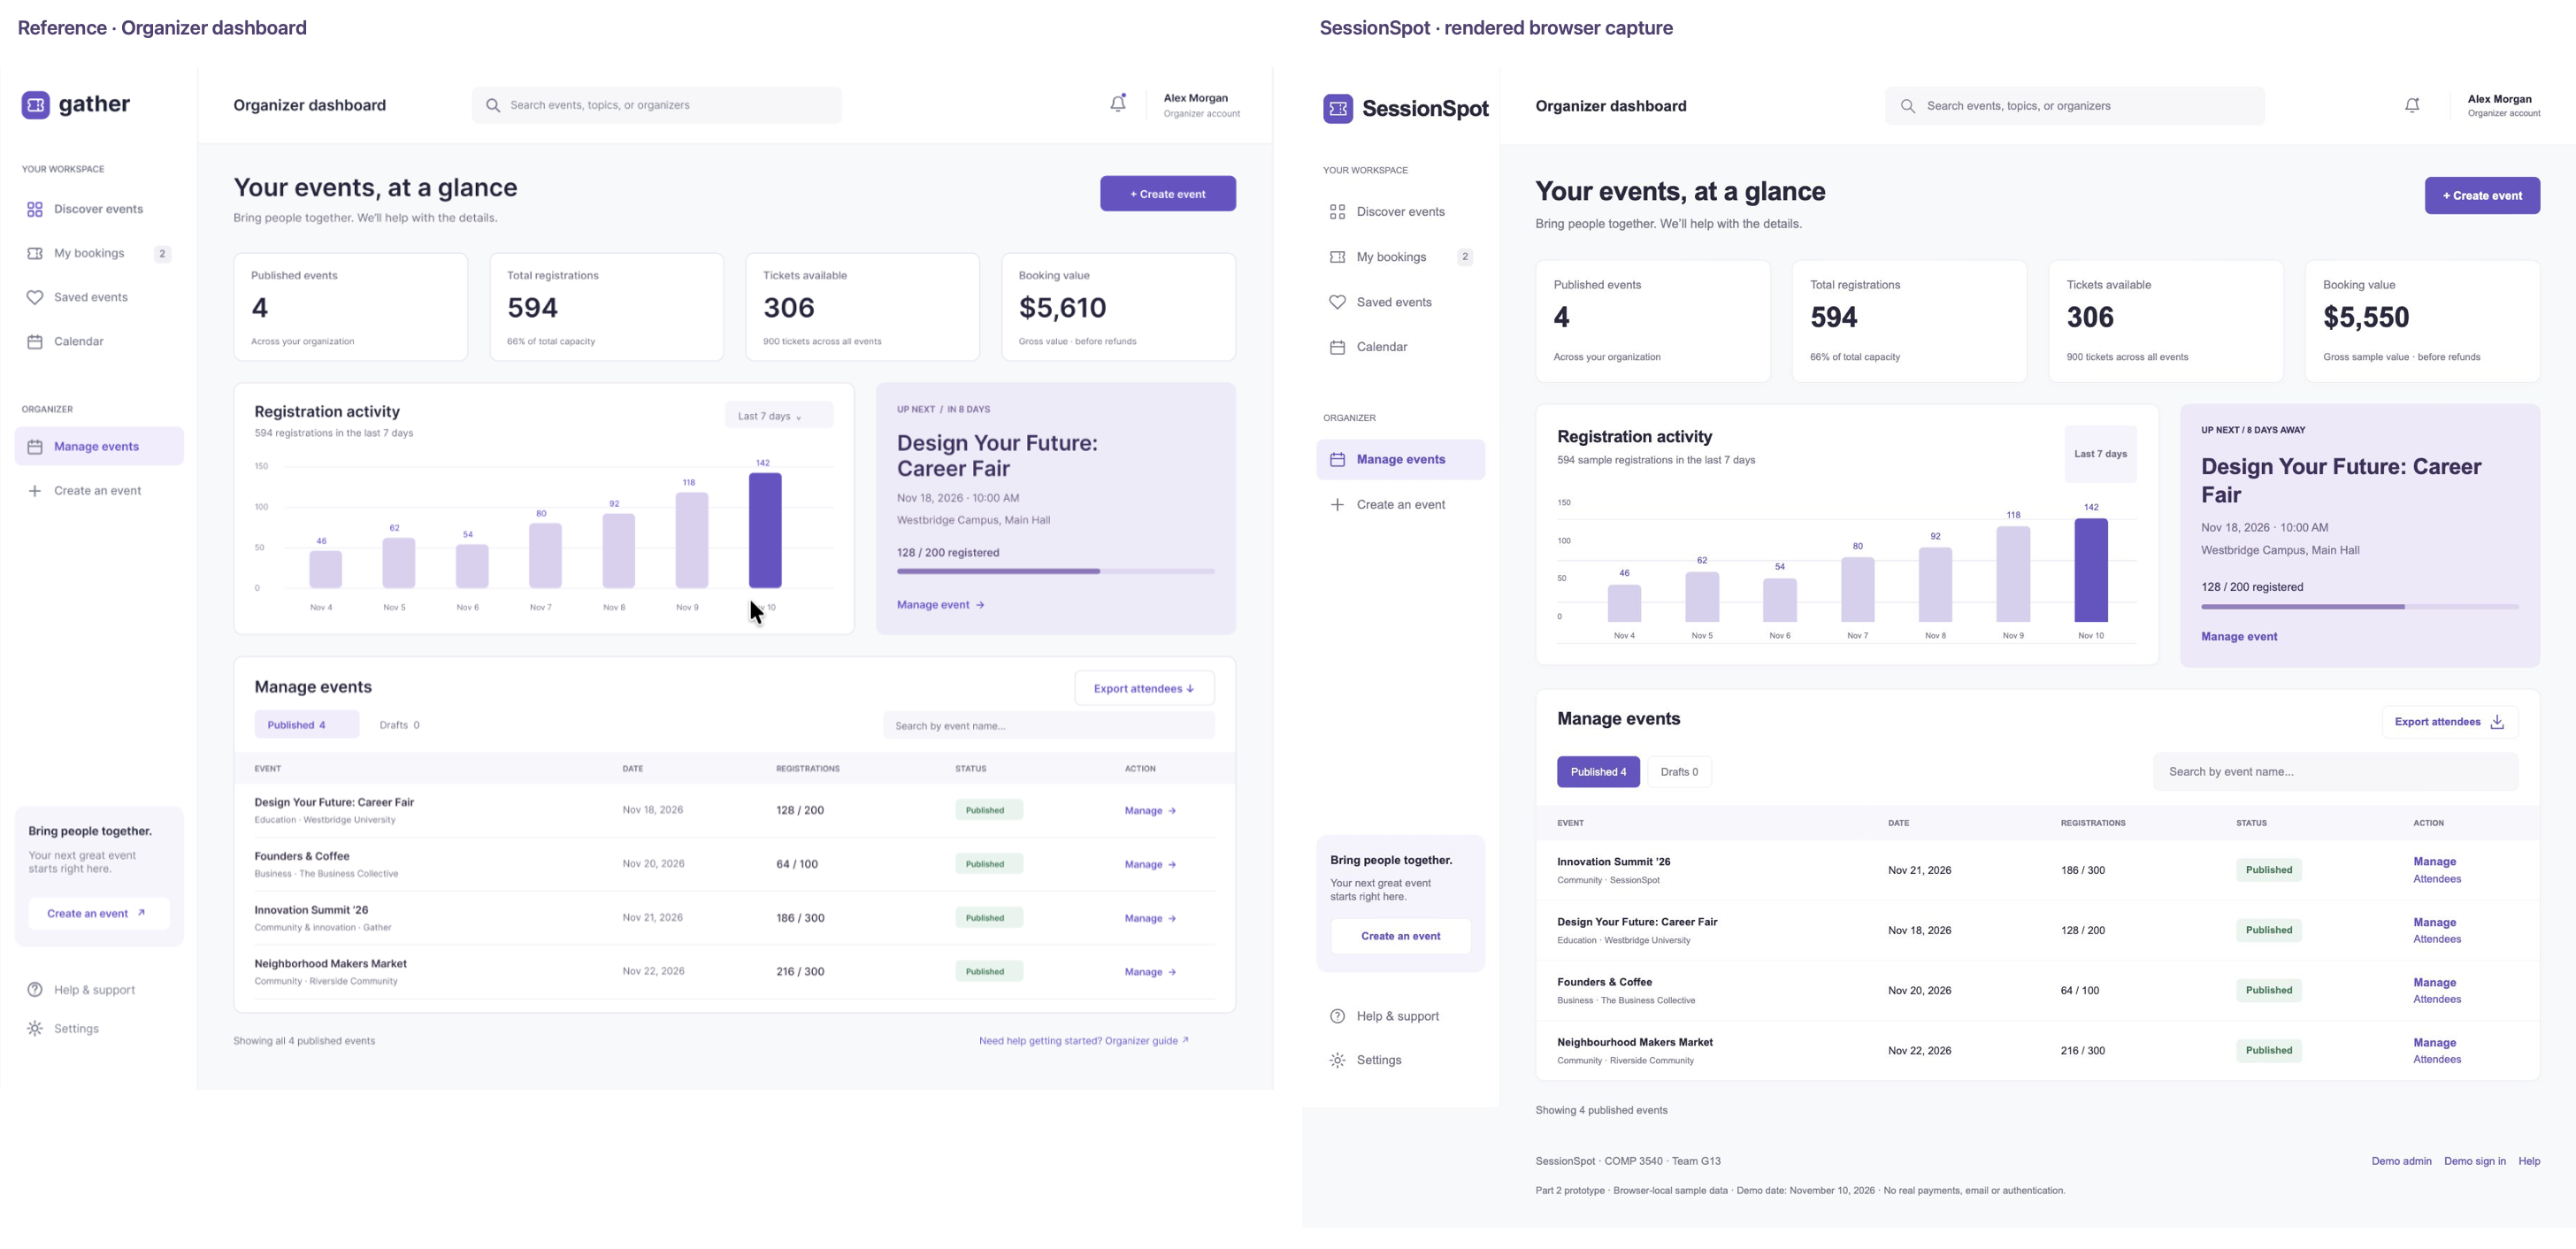 Reference · Organizer dashboard
gather
Organizer dashboard
Search events, topics, or organizers
Alex Morgan
Organizer account
YOUR WORKSPACE
Discover events
My bookings 2
Saved events
Calendar
ORGANIZER
Manage events
Create an event
Bring people together.
Your next great event
starts right here.
Create an event ↗
Help & support
Settings
Your events, at a glance
Bring people together. We'll help with the details.
+ Create event
Published events
4
Across your organization
Total registrations
594
66% of total capacity
Tickets available
306
900 tickets across all events
Booking value
$5,610
Gross value · before refunds
Registration activity
594 registrations in the last 7 days
Last 7 days
150
100
50
0
46
62
54
80
92
118
142
Nov 4
Nov 5
Nov 6
Nov 7
Nov 8
Nov 9
10
UP NEXT / IN 8 DAYS
Design Your Future:
Career Fair
Nov 18, 2026 · 10:00 AM
Westbridge Campus, Main Hall
128 / 200 registered
Manage event →
Manage events
Export attendees ↓
Published 4
Drafts 0
Search by event name...
EVENT DATE REGISTRATIONS STATUS ACTION
Design Your Future: Career Fair
Education · Westbridge University
Nov 18, 2026
128 / 200
Published
Manage →
Founders & Coffee
Business · The Business Collective
Nov 20, 2026
64 / 100
Published
Manage →
Innovation Summit '26
Community & innovation · Gather
Nov 21, 2026
186 / 300
Published
Manage →
Neighborhood Makers Market
Community · Riverside Community
Nov 22, 2026
216 / 300
Published
Manage →
Showing all 4 published events
Need help getting started? Organizer guide ↗
SessionSpot · rendered browser capture
SessionSpot
Organizer dashboard
Search events, topics, or organizers
Alex Morgan
Organizer account
YOUR WORKSPACE
Discover events
My bookings 2
Saved events
Calendar
ORGANIZER
Manage events
Create an event
Bring people together.
Your next great event
starts right here.
Create an event
Help & support
Settings
Your events, at a glance
Bring people together. We'll help with the details.
+ Create event
Published events
4
Across your organization
Total registrations
594
66% of total capacity
Tickets available
306
900 tickets across all events
Booking value
$5,550
Gross sample value · before refunds
Registration activity
594 sample registrations in the last 7 days
Last 7 days
150
100
50
0
46
62
54
80
92
118
142
Nov 4
Nov 5
Nov 6
Nov 7
Nov 8
Nov 9
Nov 10
UP NEXT / 8 DAYS AWAY
Design Your Future: Career
Fair
Nov 18, 2026 · 10:00 AM
Westbridge Campus, Main Hall
128 / 200 registered
Manage event
Manage events
Export attendees
Published 4
Drafts 0
Search by event name...
EVENT DATE REGISTRATIONS STATUS ACTION
Innovation Summit '26
Community · SessionSpot
Nov 21, 2026
186 / 300
Published
Manage
Attendees
Design Your Future: Career Fair
Education · Westbridge University
Nov 18, 2026
128 / 200
Published
Manage
Attendees
Founders & Coffee
Business · The Business Collective
Nov 20, 2026
64 / 100
Published
Manage
Attendees
Neighbourhood Makers Market
Community · Riverside Community
Nov 22, 2026
216 / 300
Published
Manage
Attendees
Showing 4 published events
SessionSpot · COMP 3540 · Team G13
Demo admin Demo sign in Help
Part 2 prototype · Browser-local sample data · Demo date: November 10, 2026 · No real payments, email or authentication.